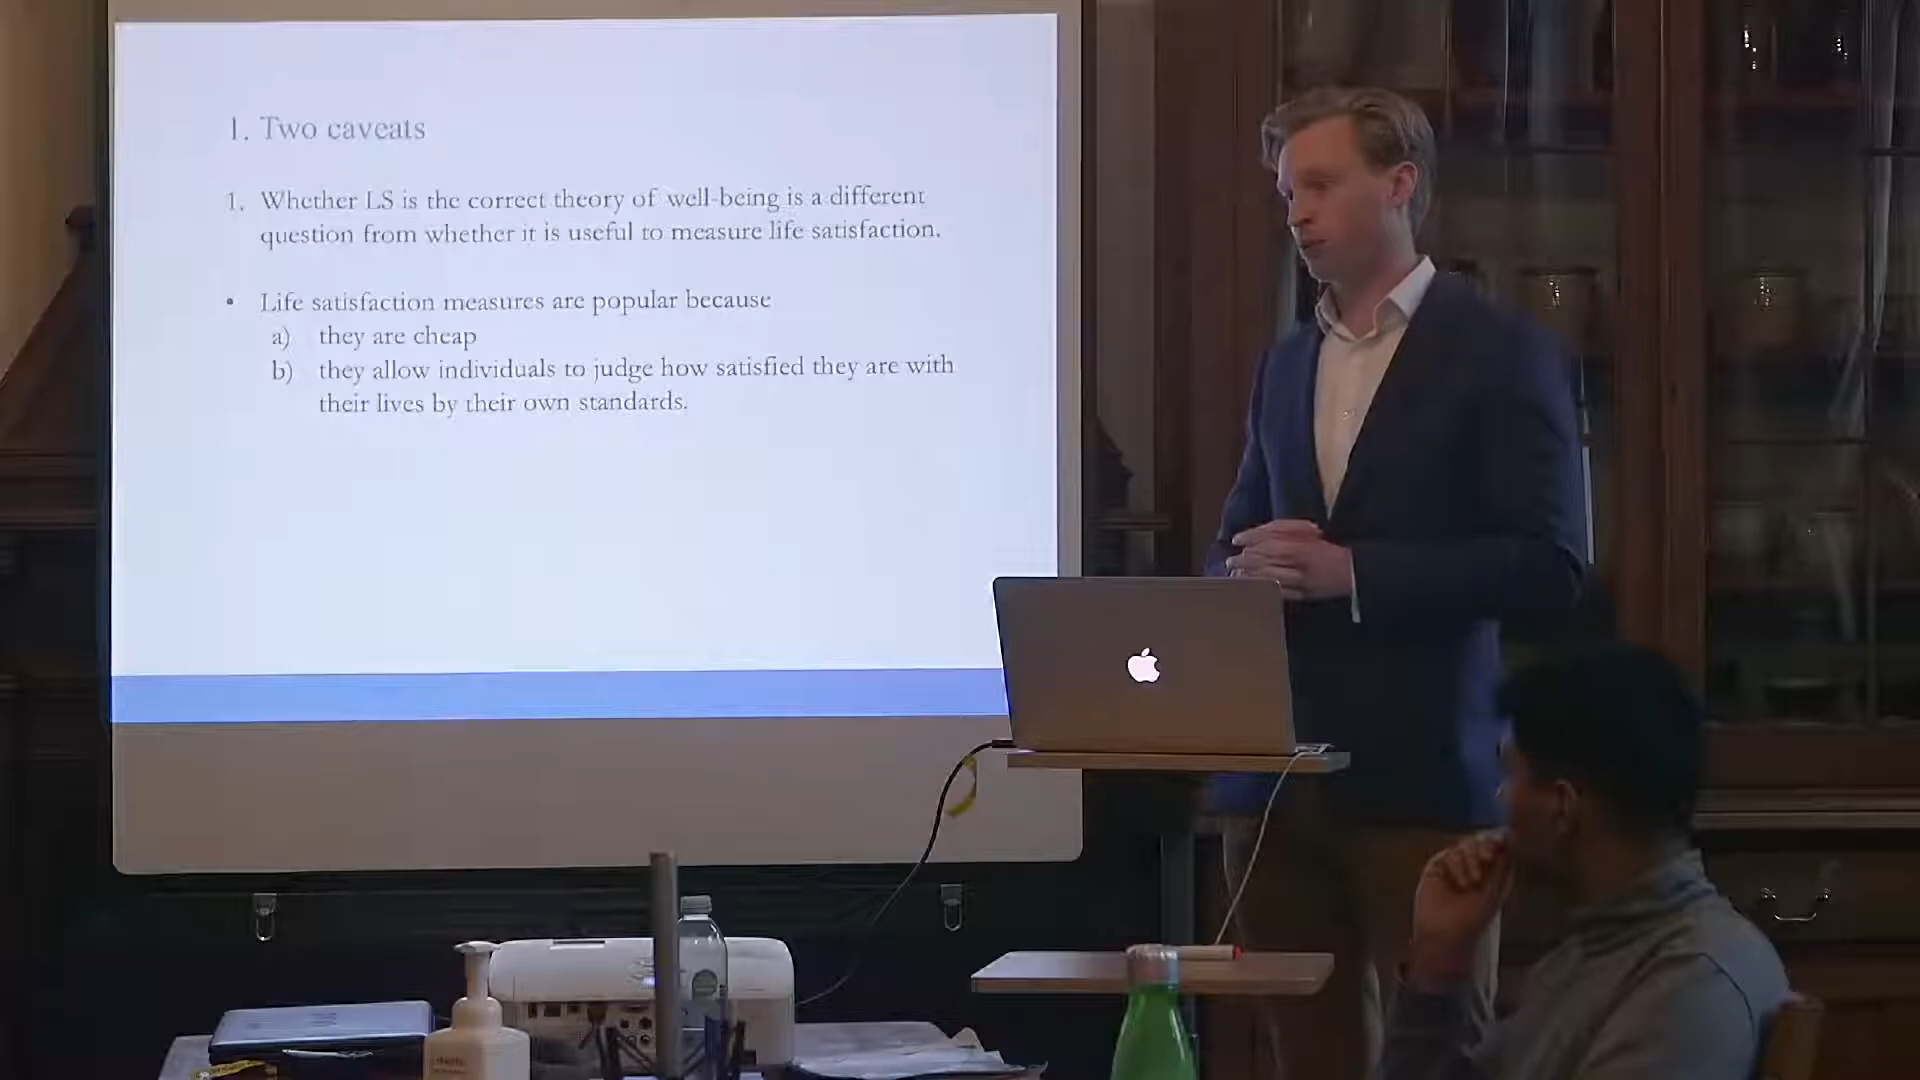 1. Two caveats
1. Whether LS is the correct theory of well-being is a different
question from whether it is useful to measure life satisfaction.
• Life satisfaction measures are popular because
a) they are cheap
b) they allow individuals to judge how satisfied they are with
their lives by their own standards.